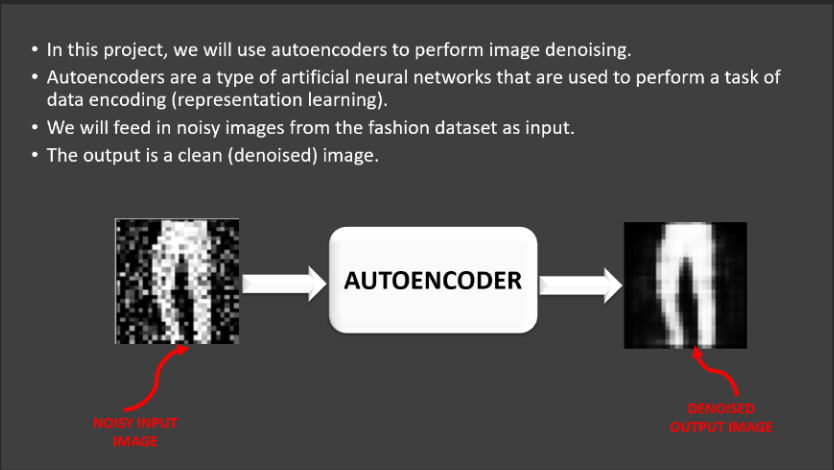 • In this project, we will use autoencoders to perform image denoising.
• Autoencoders are a type of artificial neural networks that are used to perform a task of
data encoding (representation learning).
• We will feed in noisy images from the fashion dataset as input.
• The output is a clean (denoised) image.
AUTOENCODER
NOISY INPUT
IMAGE
DENOISED
OUTPUT IMAGE